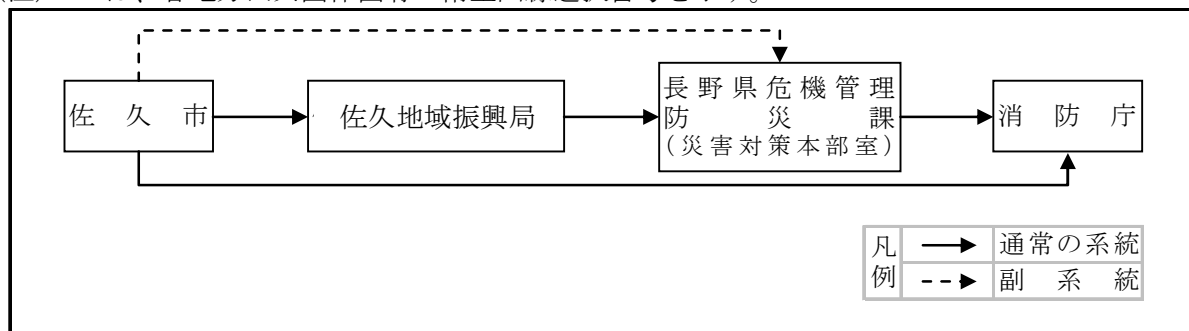 佐久市
佐久地域振興局
長野県危機管理
防災課
（災害対策本部室）
消防庁
凡例
通常の系統
副系統